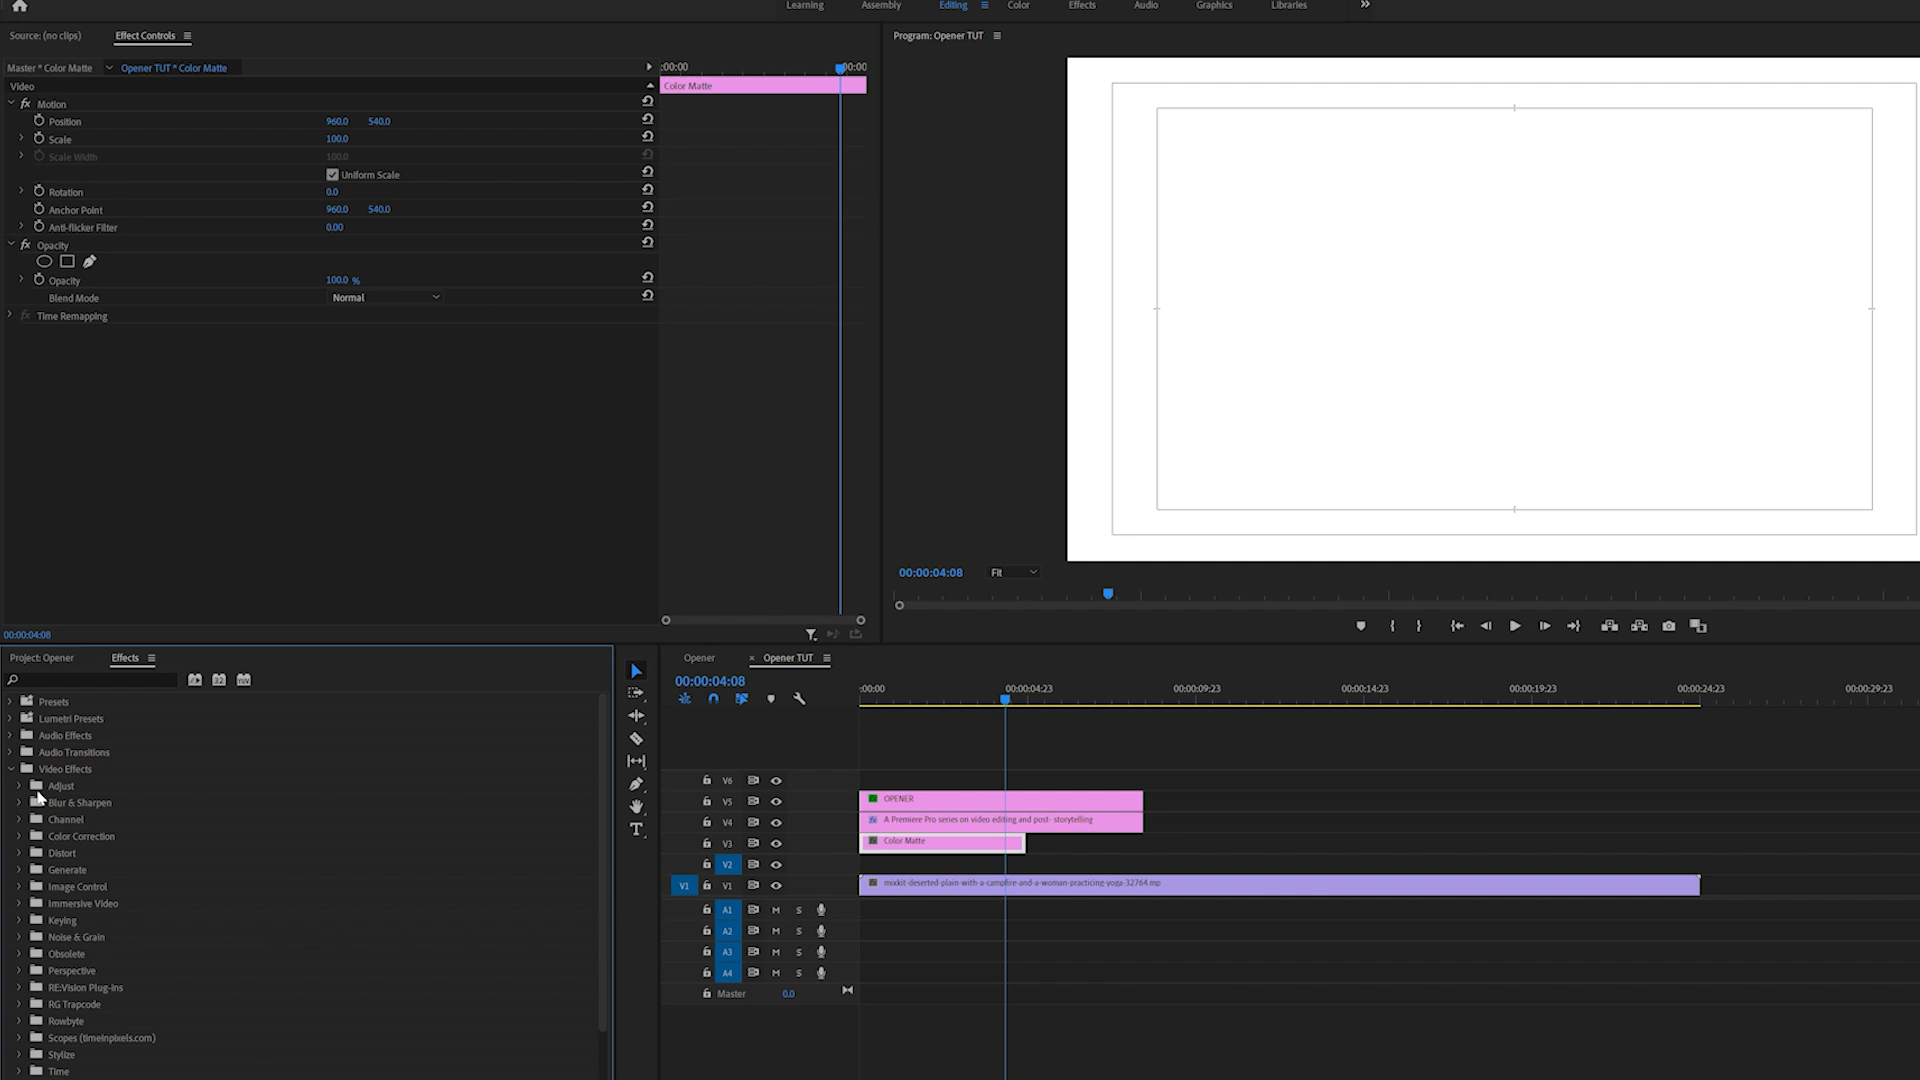 Learning Assembly Editing Color Effects Audio Graphics Libraries
Source: (no clips) Effect Controls
Program: Opener TUT
Master * Color Matte Opener TUT * Color Matte
:00:00 00:00
Video
Color Matte
fx Motion
Position 960.0 540.0
Scale 100.0
Scale Width 100.0
Uniform Scale
Rotation 0.0
Anchor Point 960.0 540.0
Anti-flicker Filter 0.00
fx Opacity
Opacity 100.0 %
Blend Mode Normal
fx Time Remapping
00:00:04:08 Fit
00:00:04:08
Project: Opener Effects
Opener Opener TUT
00:00:04:08
:00:00 00:00:04:23 00:00:09:23 00:00:14:23 00:00:19:23 00:00:24:23 00:00:29:23
Presets
Lumetri Presets
Audio Effects
Audio Transitions
Video Effects
Adjust
Blur & Sharpen
Channel
Color Correction
Distort
Generate
Image Control
Immersive Video
Keying
Noise & Grain
Obsolete
Perspective
RE:Vision Plug-ins
RG Trapcode
Rowbyte
Scopes (timeinpixels.com)
Stylize
Time
V6
V5 OPENER
V4 A Premiere Pro series on video editing and post- storytelling
V3 Color Matte
V2
V1 V1 mixkit-deserted-plain-with-a-campfire-and-a-woman-practicing-yoga-32764.mp
A1 M S
A2 M S
A3 M S
A4 M S
Master 0.0